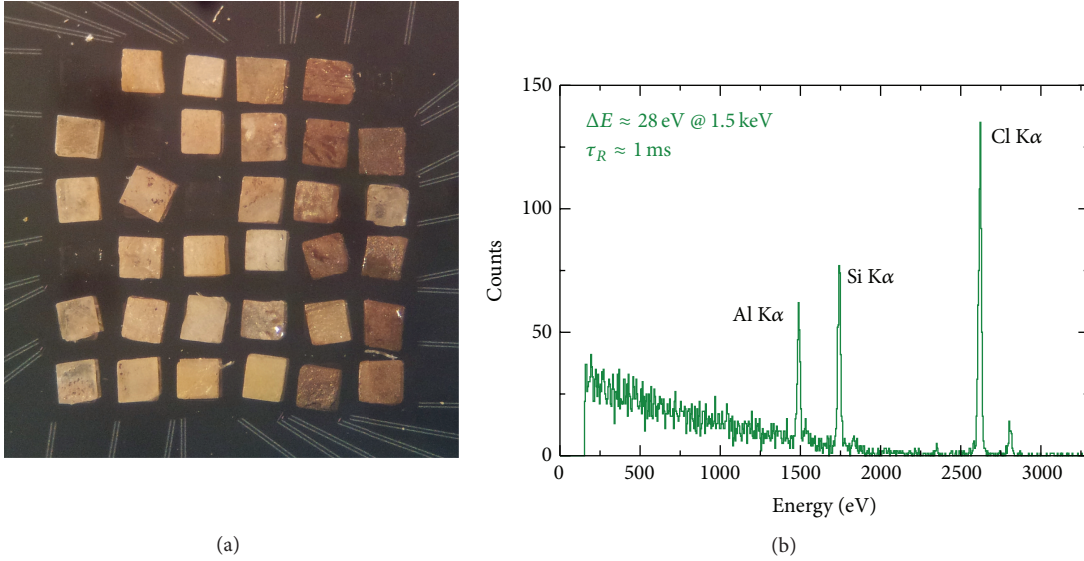 150
100
50
0
Counts
ΔE ≈ 28 eV @ 1.5 keV
τ_R ≈ 1 ms
Al Kα
Si Kα
Cl Kα
0 500 1000 1500 2000 2500 3000
Energy (eV)
(a)
(b)